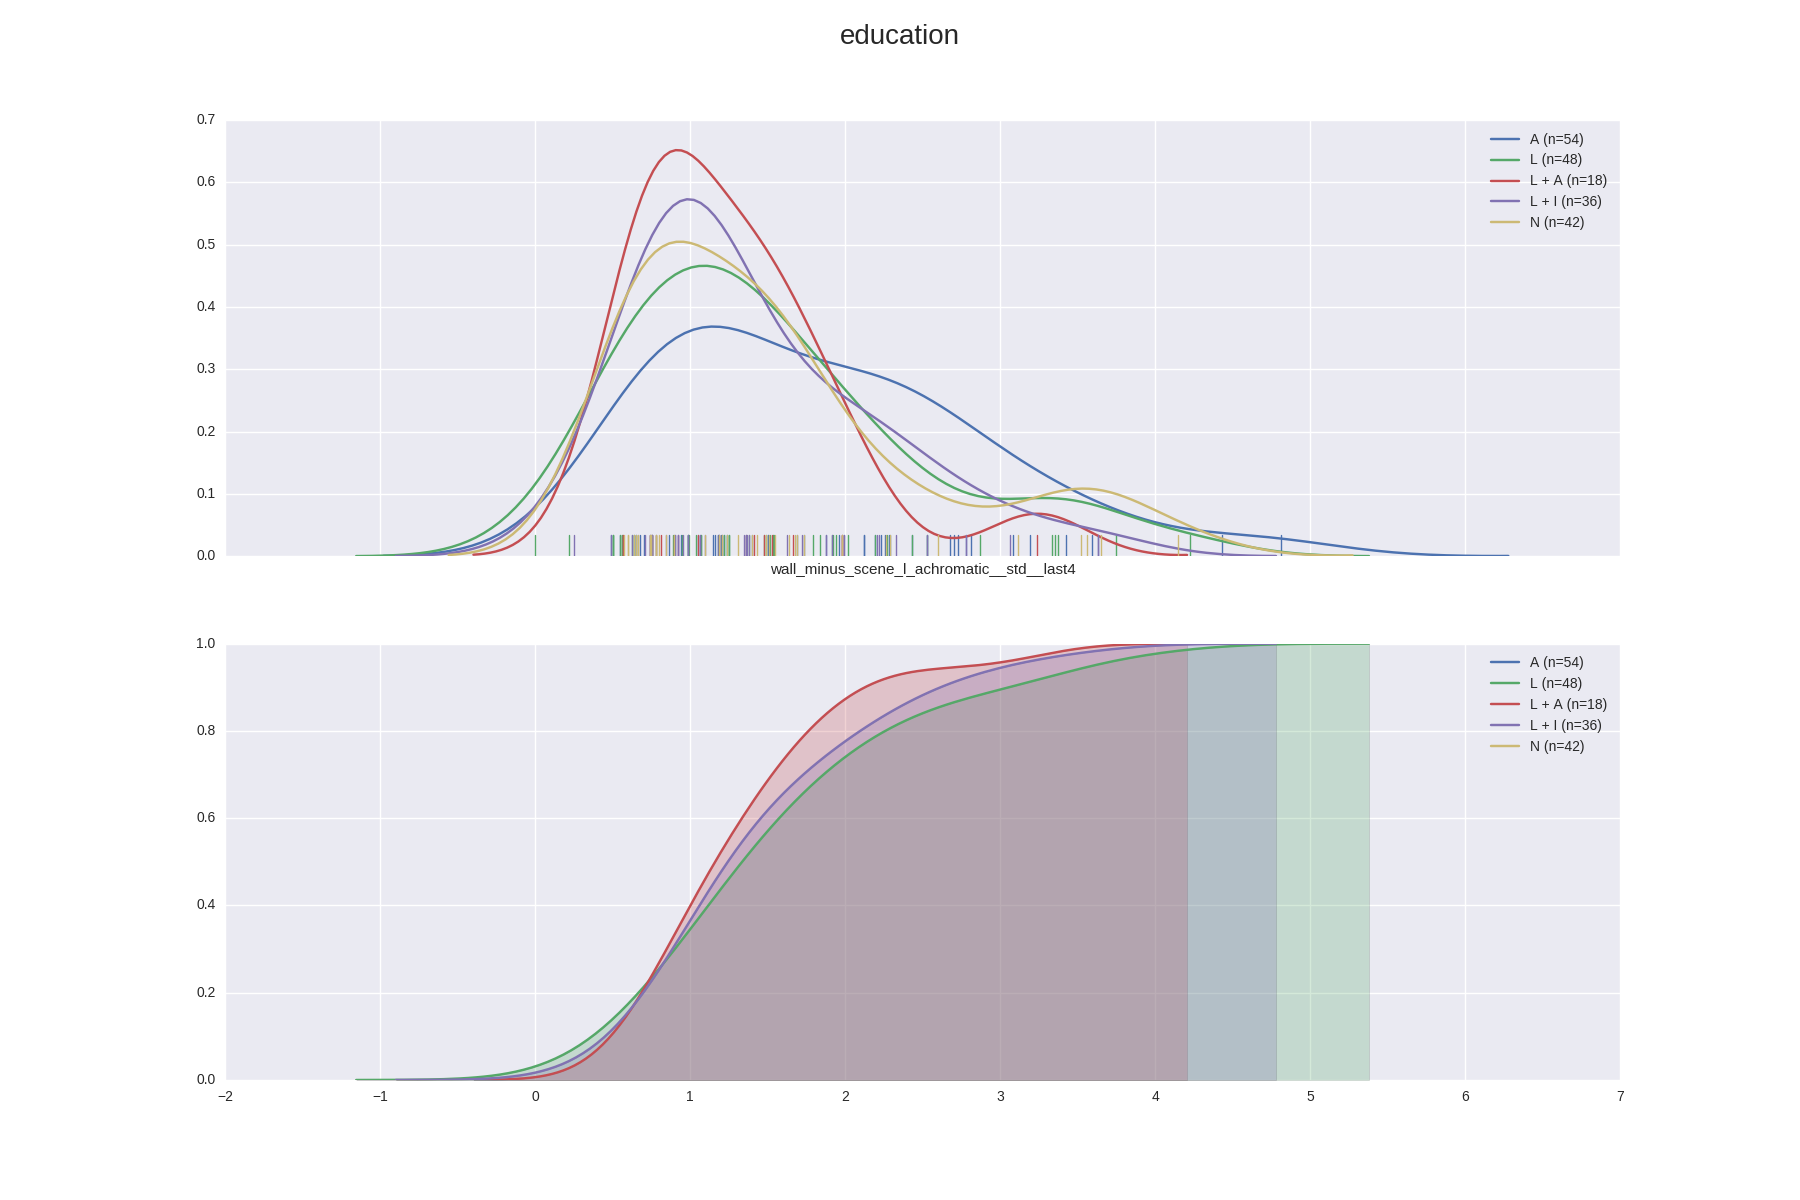 education
0.7
0.6
0.5
0.4
0.3
0.2
0.1
0.0
A (n=54)
L (n=48)
L + A (n=18)
L + I (n=36)
N (n=42)
wall_minus_scene_l_achromatic__std__last4
1.0
0.8
0.6
0.4
0.2
0.0
A (n=54)
L (n=48)
L + A (n=18)
L + I (n=36)
N (n=42)
−2 −1 0 1 2 3 4 5 6 7